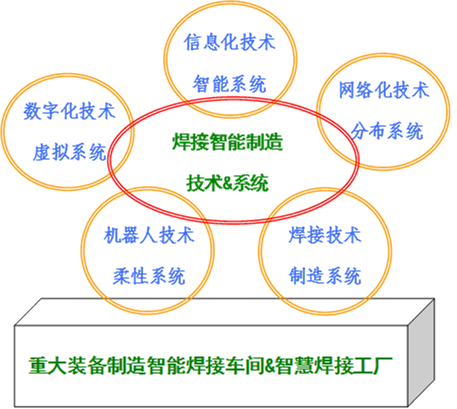 信息化技术
智能系统
数字化技术
虚拟系统
网络化技术
分布系统
焊接智能制造
技术&系统
机器人技术
柔性系统
焊接技术
制造系统
重大装备制造智能焊接车间&智慧焊接工厂